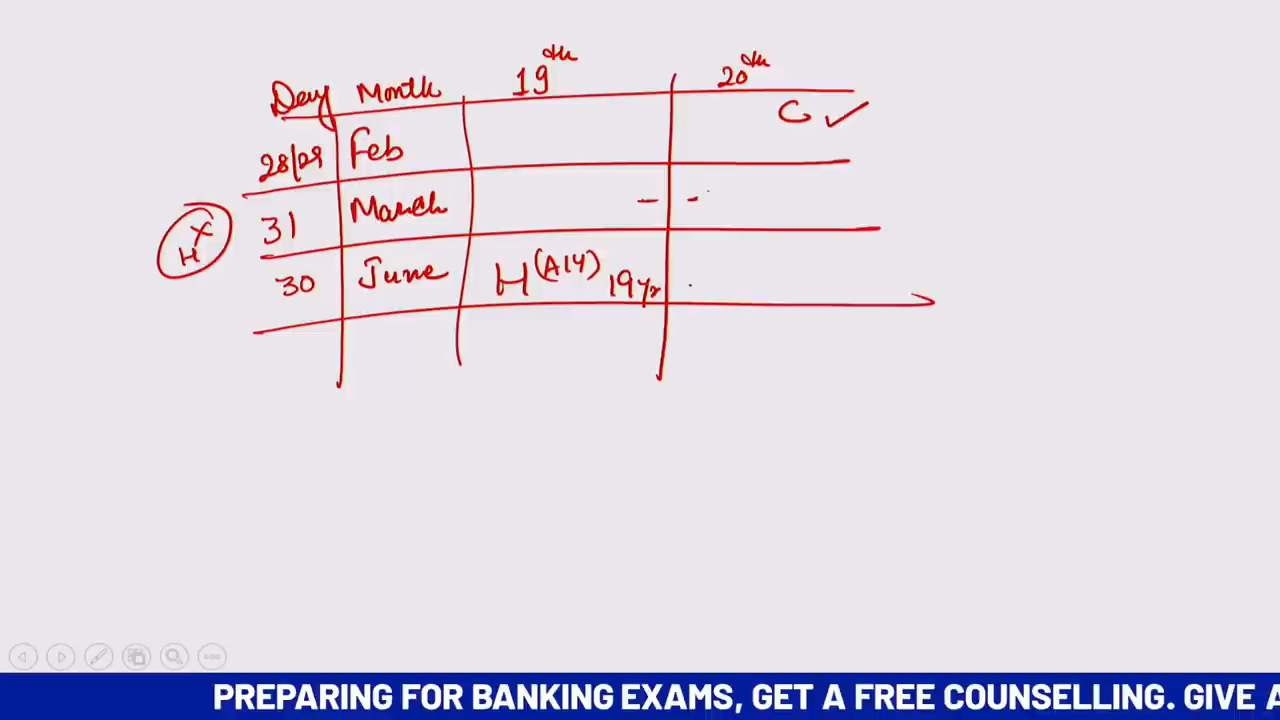 Day Month 19th 20th
28/29 Feb G ✓
31 March - -
X
H
30 June H (A14) 19yr
PREPARING FOR BANKING EXAMS, GET A FREE COUNSELLING. GIVE A